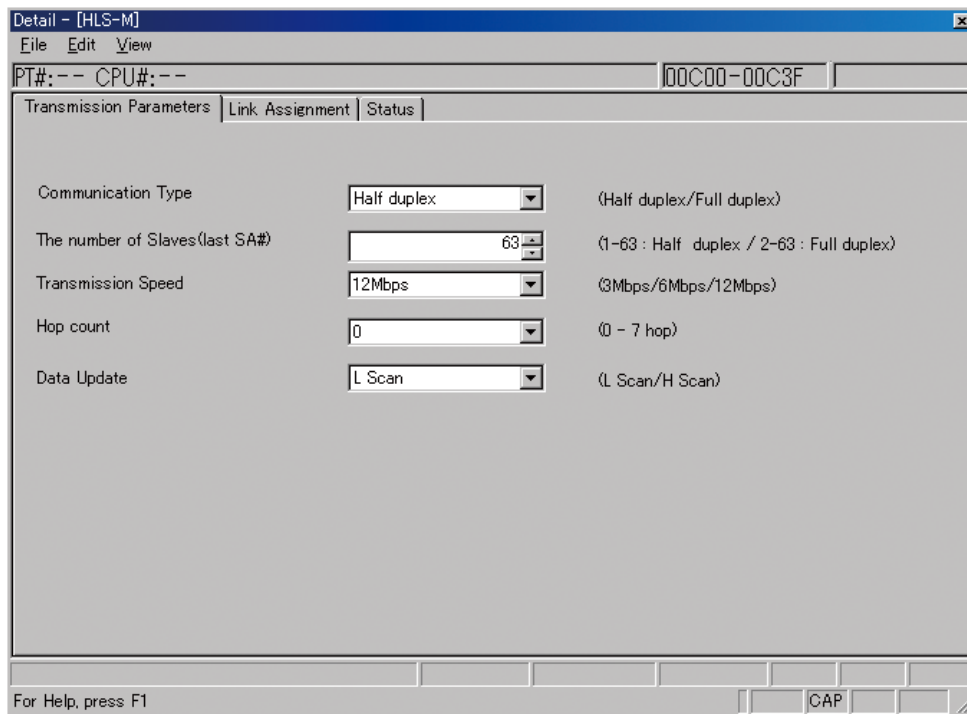 Detail - [HLS-M]
File Edit View
PT#:-- CPU#:-- 00C00-00C3F
Transmission Parameters Link Assignment Status
Communication Type Half duplex (Half duplex/Full duplex)
The number of Slaves(last SA#) 63 (1-63 : Half duplex / 2-63 : Full duplex)
Transmission Speed 12Mbps (3Mbps/6Mbps/12Mbps)
Hop count 0 (0 - 7 hop)
Data Update L Scan (L Scan/H Scan)
For Help, press F1 CAP